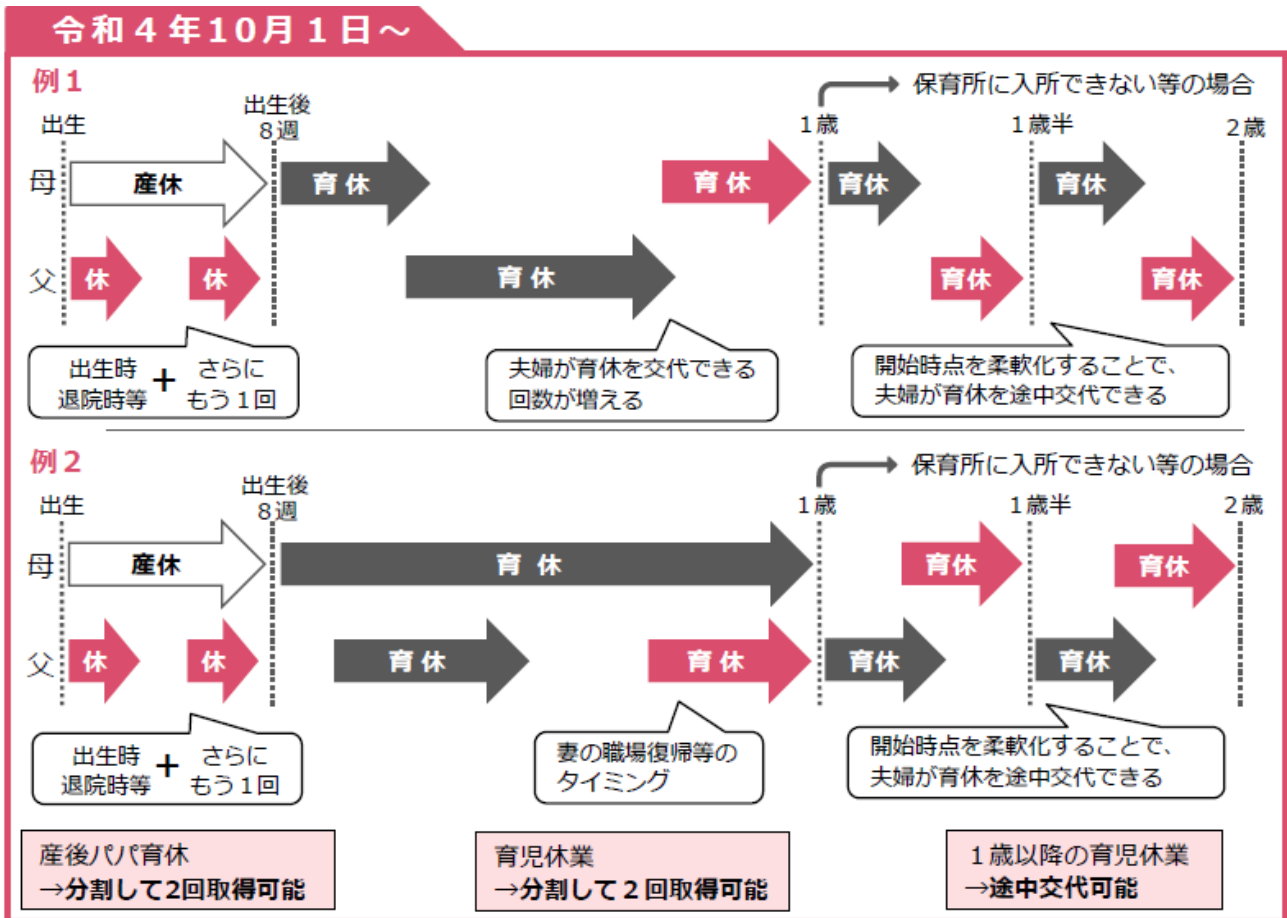 令和４年10月１日～
例１
保育所に入所できない等の場合
出生
出生後
８週
１歳
１歳半
２歳
母
産休
育休
育休
育休
育休
父
休
休
育休
育休
育休
出生時
退院時等
＋
さらに
もう１回
夫婦が育休を交代できる
回数が増える
開始時点を柔軟化することで、
夫婦が育休を途中交代できる
例２
保育所に入所できない等の場合
出生
出生後
８週
１歳
１歳半
２歳
母
産休
育休
育休
育休
父
休
休
育休
育休
育休
育休
出生時
退院時等
＋
さらに
もう１回
妻の職場復帰等の
タイミング
開始時点を柔軟化することで、
夫婦が育休を途中交代できる
産後パパ育休
→分割して2回取得可能
育児休業
→分割して２回取得可能
１歳以降の育児休業
→途中交代可能